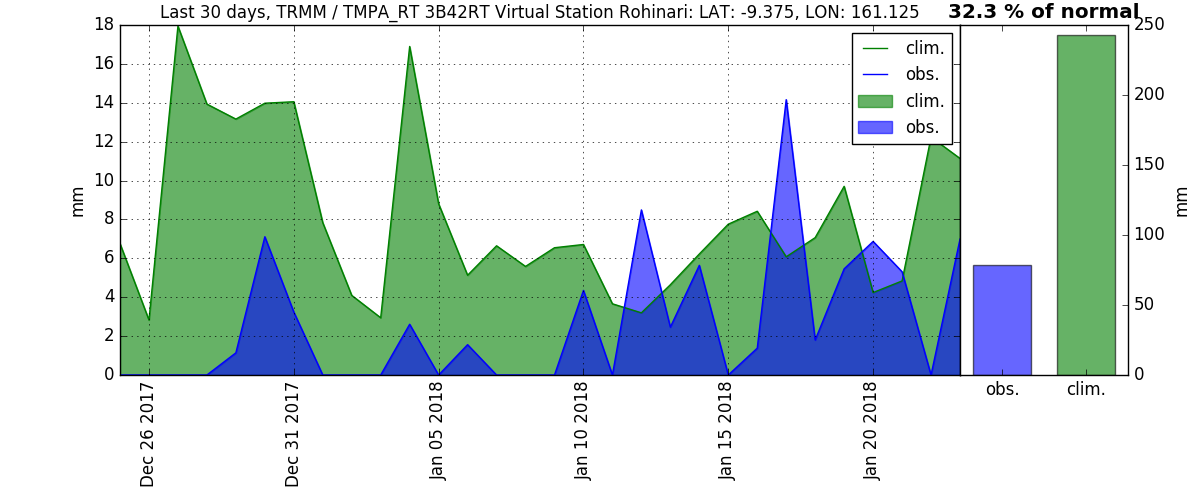 Last 30 days, TRMM / TMPA_RT 3B42RT Virtual Station Rohinari: LAT: -9.375, LON: 161.125
32.3 % of normal
mm
18
16
14
12
10
8
6
4
2
0
clim.
obs.
clim.
obs.
Dec 26 2017
Dec 31 2017
Jan 05 2018
Jan 10 2018
Jan 15 2018
Jan 20 2018
250
200
150
100
50
0
mm
obs.
clim.